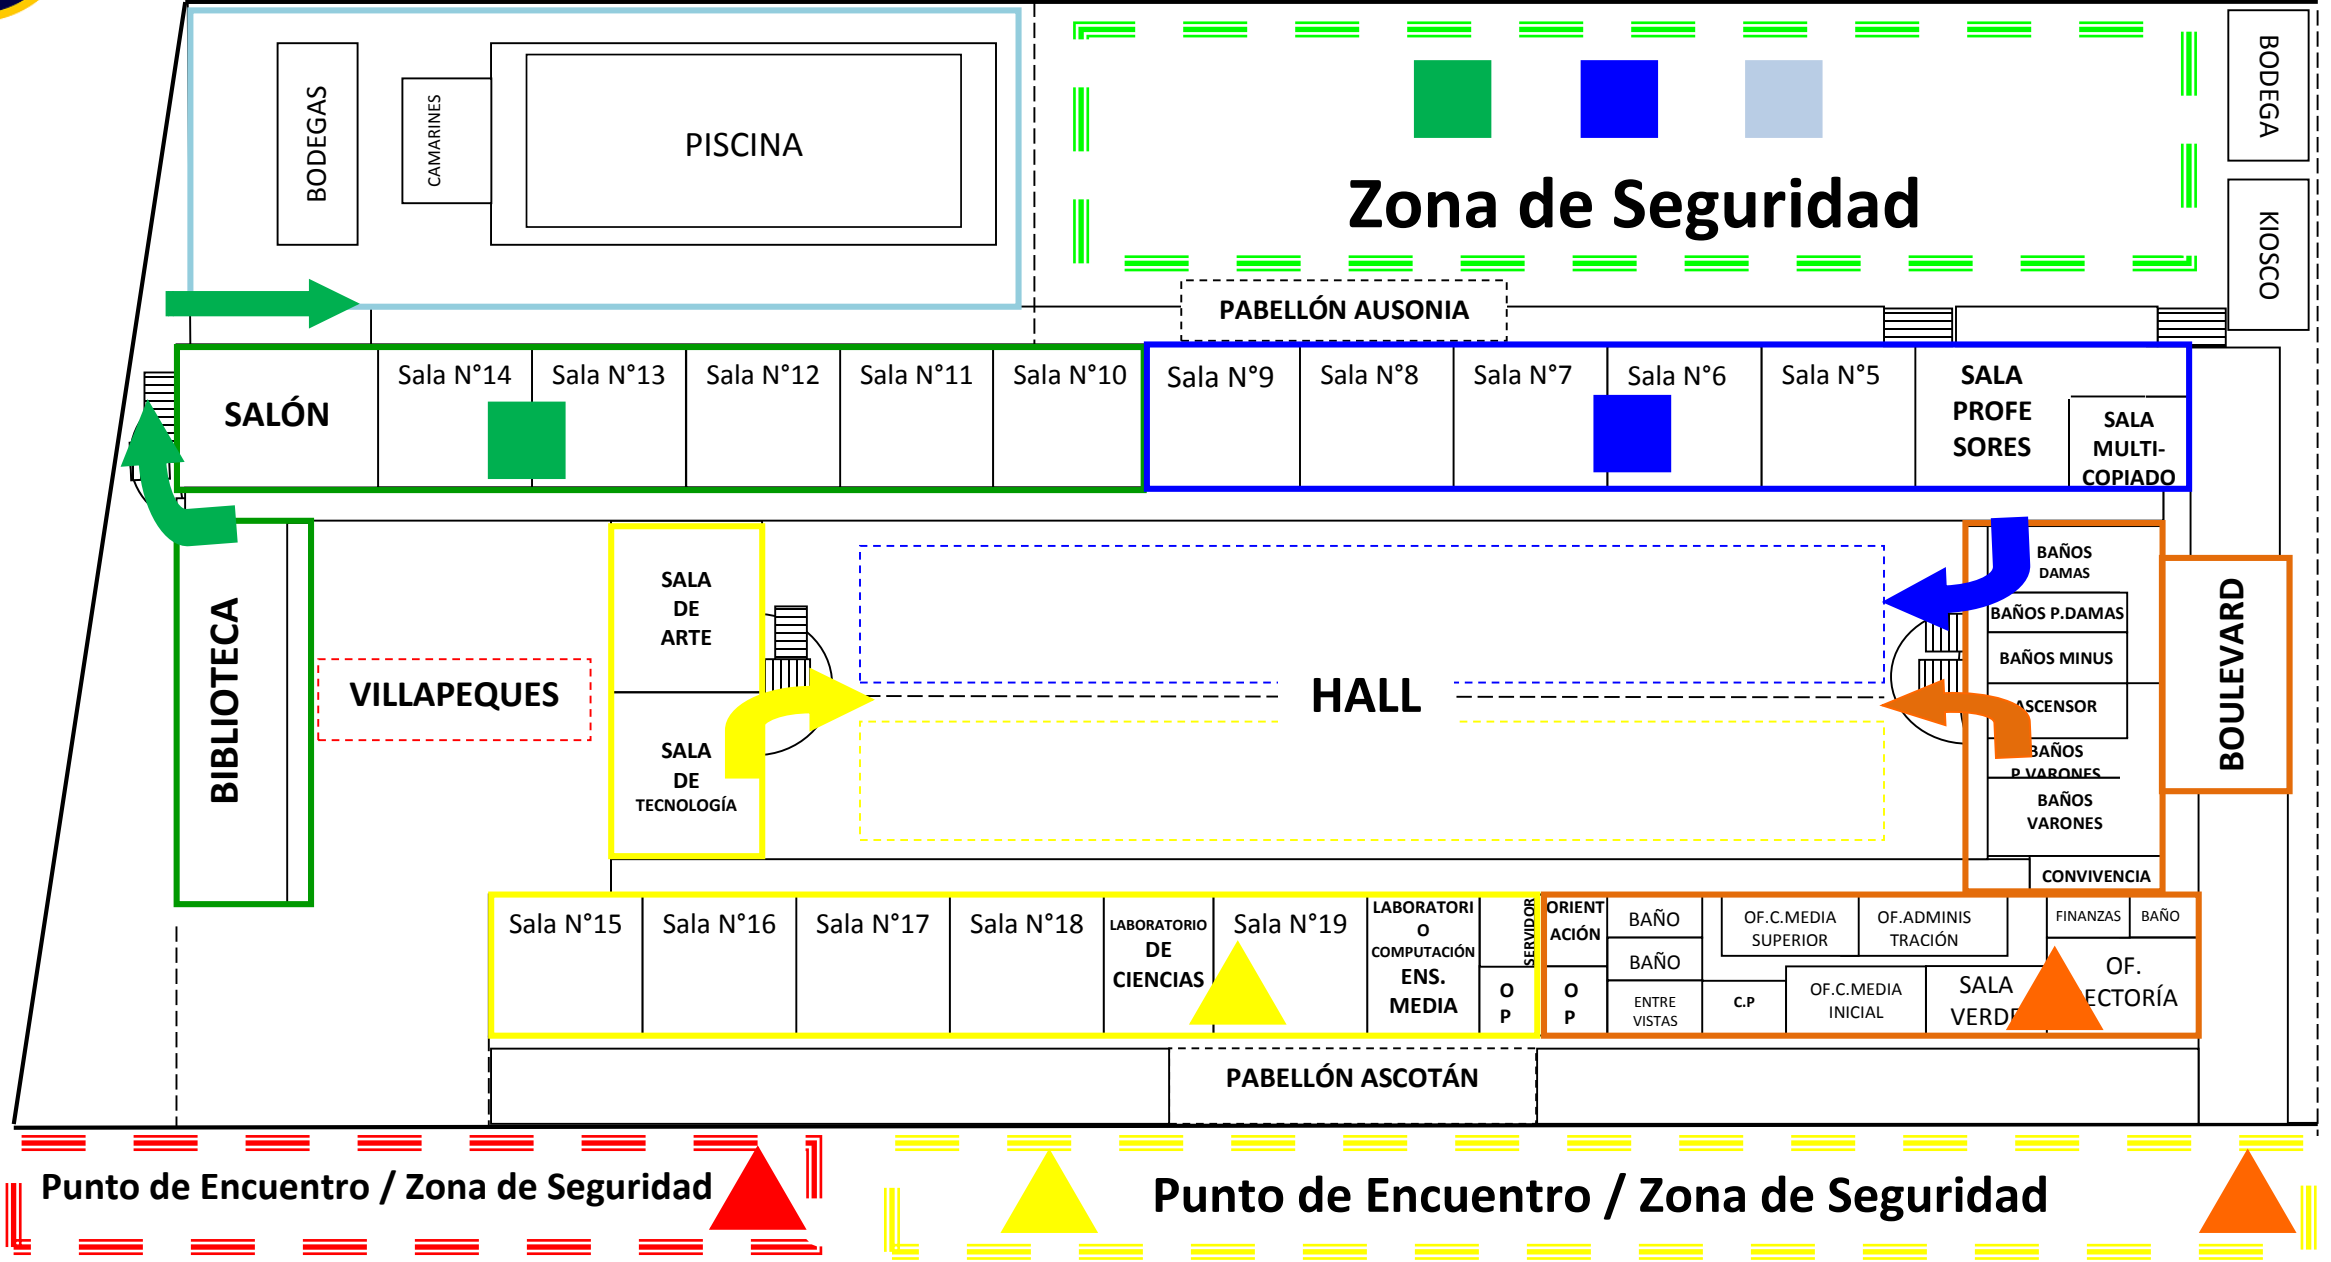 BODEGAS
CAMARINES
PISCINA
Zona de Seguridad
BODEGA
KIOSCO
PABELLÓN AUSONIA
SALÓN
Sala N°14
Sala N°13
Sala N°12
Sala N°11
Sala N°10
Sala N°9
Sala N°8
Sala N°7
Sala N°6
Sala N°5
SALA
PROFE
SORES
SALA
MULTI-
COPIADO
BIBLIOTECA
VILLAPEQUES
SALA
DE
ARTE
SALA
DE
TECNOLOGÍA
HALL
BAÑOS
DAMAS
BAÑOS P.DAMAS
BAÑOS MINUS
ASCENSOR
BAÑOS
P.VARONES
BAÑOS
VARONES
CONVIVENCIA
BOULEVARD
Sala N°15
Sala N°16
Sala N°17
Sala N°18
LABORATORIO
DE
CIENCIAS
Sala N°19
LABORATORI
O
COMPUTACIÓN
ENS.
MEDIA
SERVIDOR
O
P
ORIENT
ACIÓN
O
P
BAÑO
BAÑO
ENTRE
VISTAS
OF.C.MEDIA
SUPERIOR
OF.ADMINIS
TRACIÓN
C.P
OF.C.MEDIA
INICIAL
SALA
VERDE
FINANZAS
BAÑO
OF.
ECTORÍA
PABELLÓN ASCOTÁN
Punto de Encuentro / Zona de Seguridad
Punto de Encuentro / Zona de Seguridad